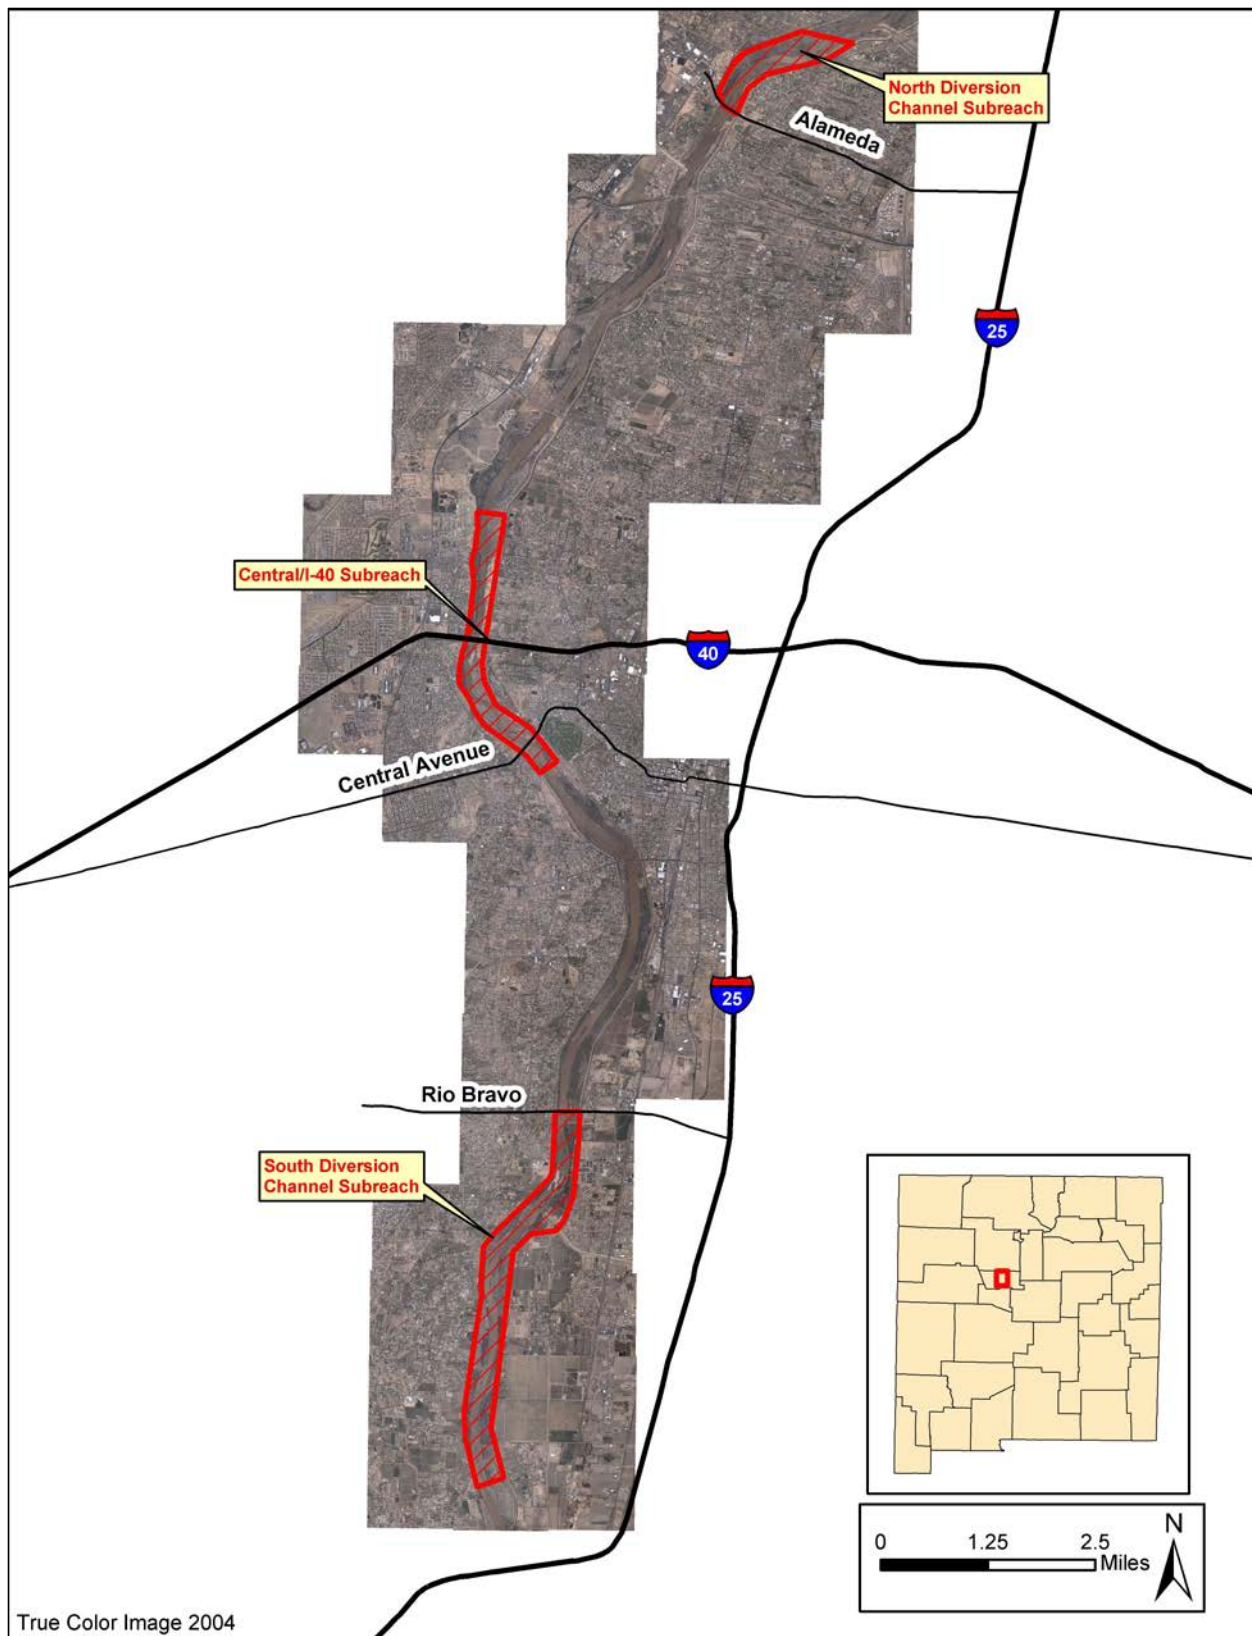 North Diversion
Channel Subreach
Alameda
25
Central/I-40 Subreach
40
Central Avenue
25
Rio Bravo
South Diversion
Channel Subreach
N
0 1.25 2.5
Miles
True Color Image 2004